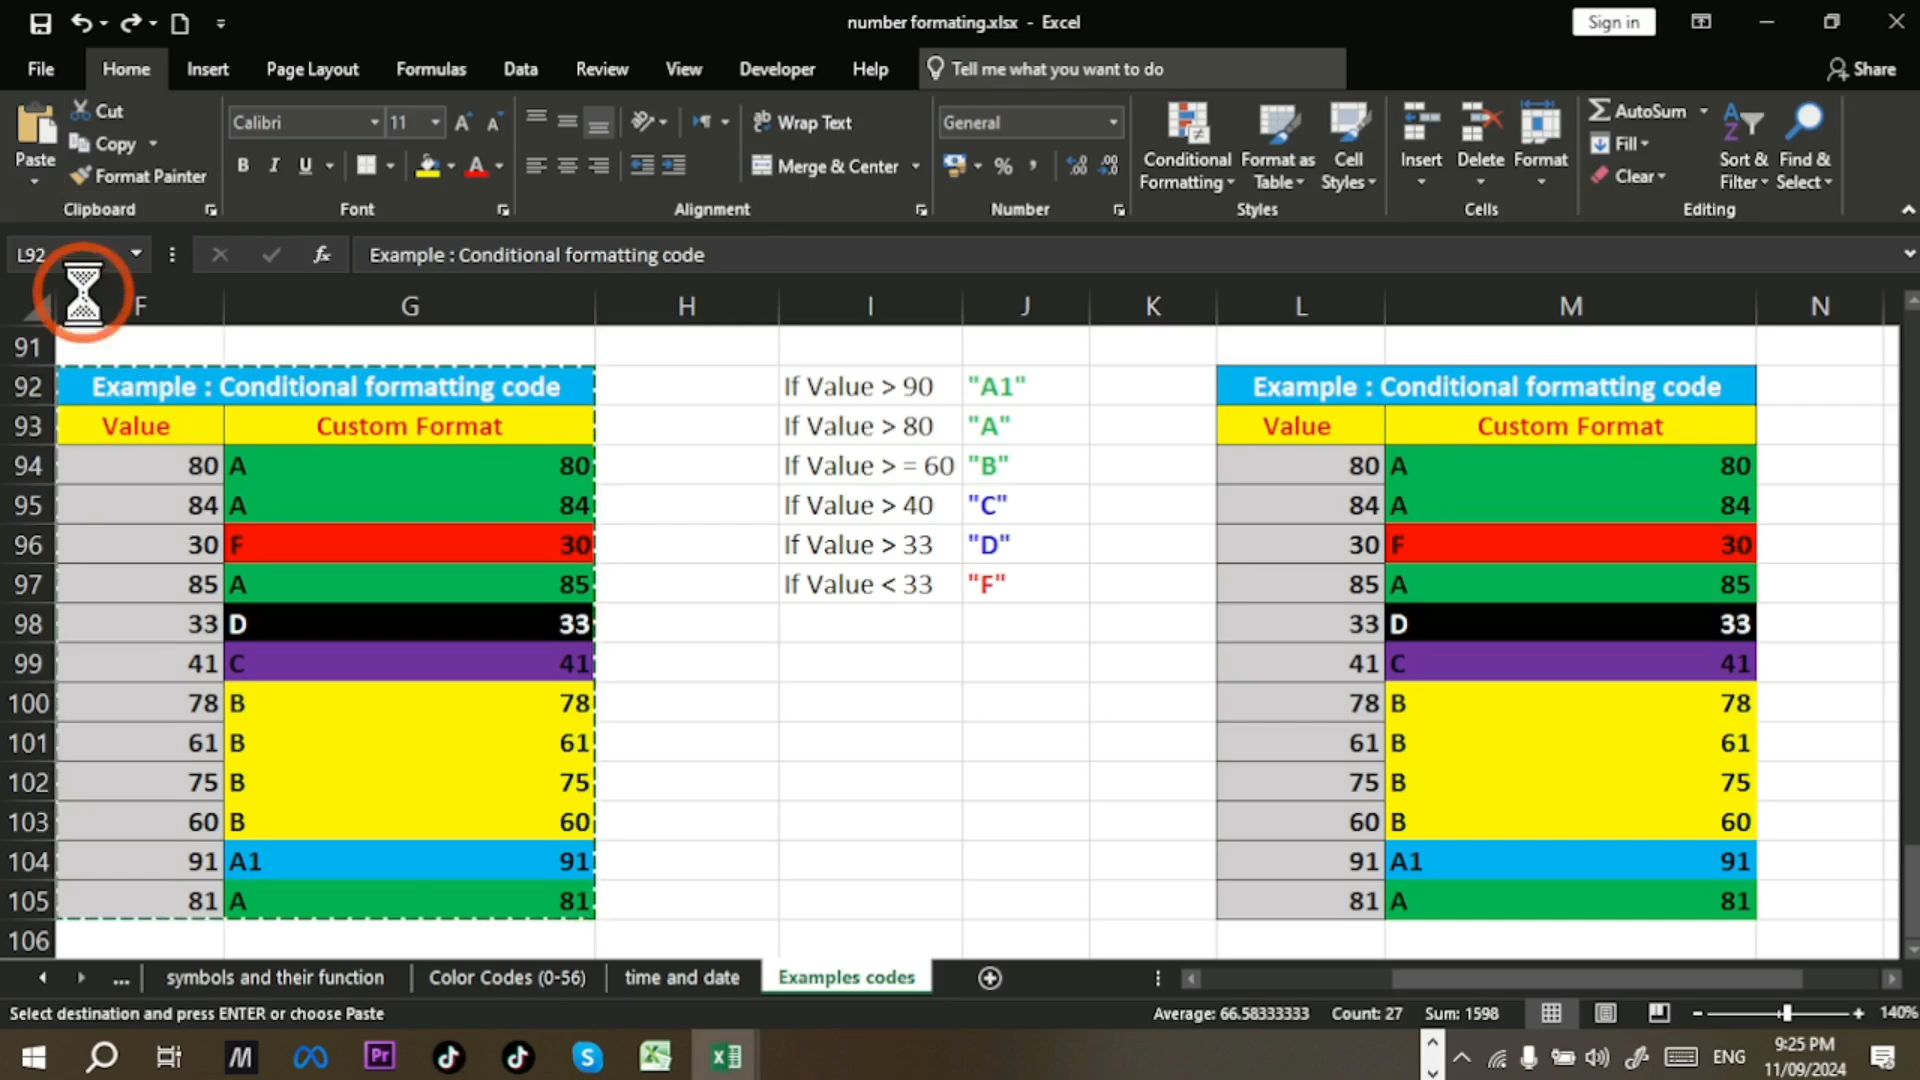 number formating.xlsx - Excel
Sign in
File Home Insert Page Layout Formulas Data Review View Developer Help Tell me what you want to do Share
Paste Cut Copy Format Painter Clipboard
Calibri 11 B I U A Font
Wrap Text Merge & Center Alignment
General % Number
Conditional Formatting Format as Table Cell Styles Styles
Insert Delete Format Cells
AutoSum Fill Clear Sort & Filter Find & Select Editing
L92 fx Example : Conditional formatting code
F G H I J K L M N
91
92 Example : Conditional formatting code If Value > 90 "A1" Example : Conditional formatting code
93 Value Custom Format If Value > 80 "A" Value Custom Format
94 80 A 80 If Value > = 60 "B" 80 A 80
95 84 A 84 If Value > 40 "C" 84 A 84
96 30 F 30 If Value > 33 "D" 30 F 30
97 85 A 85 If Value < 33 "F" 85 A 85
98 33 D 33 33 D 33
99 41 C 41 41 C 41
100 78 B 78 78 B 78
101 61 B 61 61 B 61
102 75 B 75 75 B 75
103 60 B 60 60 B 60
104 91 A1 91 91 A1 91
105 81 A 81 81 A 81
106
... symbols and their function Color Codes (0-56) time and date Examples codes
Select destination and press ENTER or choose Paste Average: 66.58333333 Count: 27 Sum: 1598 140%
ENG 9:25 PM
11/09/2024